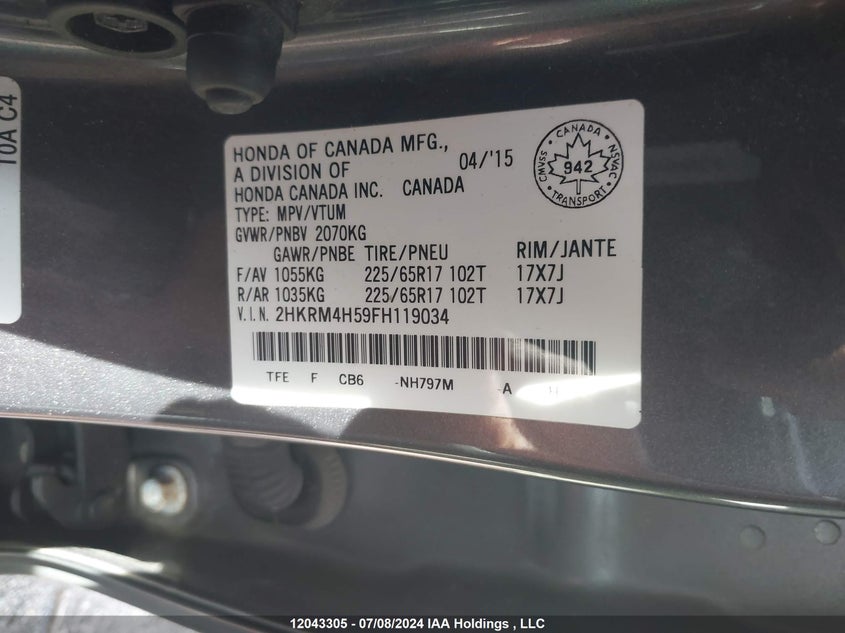 10A C4
HONDA OF CANADA MFG.,
A DIVISION OF
HONDA CANADA INC. CANADA
04/'15
CANADA
CMVSS
942
NSVAC
TRANSPORT
TYPE: MPV/VTUM
GVWR/PNBV 2070KG
GAWR/PNBE TIRE/PNEU RIM/JANTE
F/AV 1055KG 225/65R17 102T 17X7J
R/AR 1035KG 225/65R17 102T 17X7J
V.I.N. 2HKRM4H59FH119034
TFE F CB6 -NH797M -A
12043305 - 07/08/2024 IAA Holdings , LLC